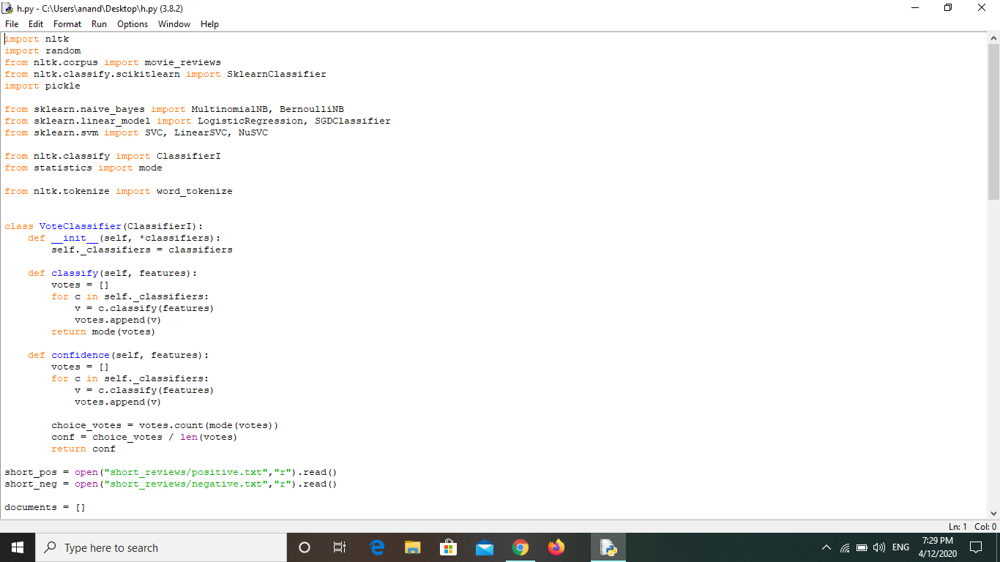 h.py - C:\Users\anand\Desktop\h.py (3.8.2)
File Edit Format Run Options Window Help
import nltk
import random
from nltk.corpus import movie_reviews
from nltk.classify.scikitlearn import SklearnClassifier
import pickle

from sklearn.naive_bayes import MultinomialNB, BernoulliNB
from sklearn.linear_model import LogisticRegression, SGDClassifier
from sklearn.svm import SVC, LinearSVC, NuSVC

from nltk.classify import ClassifierI
from statistics import mode

from nltk.tokenize import word_tokenize


class VoteClassifier(ClassifierI):
    def __init__(self, *classifiers):
        self._classifiers = classifiers

    def classify(self, features):
        votes = []
        for c in self._classifiers:
            v = c.classify(features)
            votes.append(v)
        return mode(votes)

    def confidence(self, features):
        votes = []
        for c in self._classifiers:
            v = c.classify(features)
            votes.append(v)

        choice_votes = votes.count(mode(votes))
        conf = choice_votes / len(votes)
        return conf

short_pos = open("short_reviews/positive.txt","r").read()
short_neg = open("short_reviews/negative.txt","r").read()

documents = []
Ln: 1 Col: 0
Type here to search
ENG
7:29 PM
4/12/2020